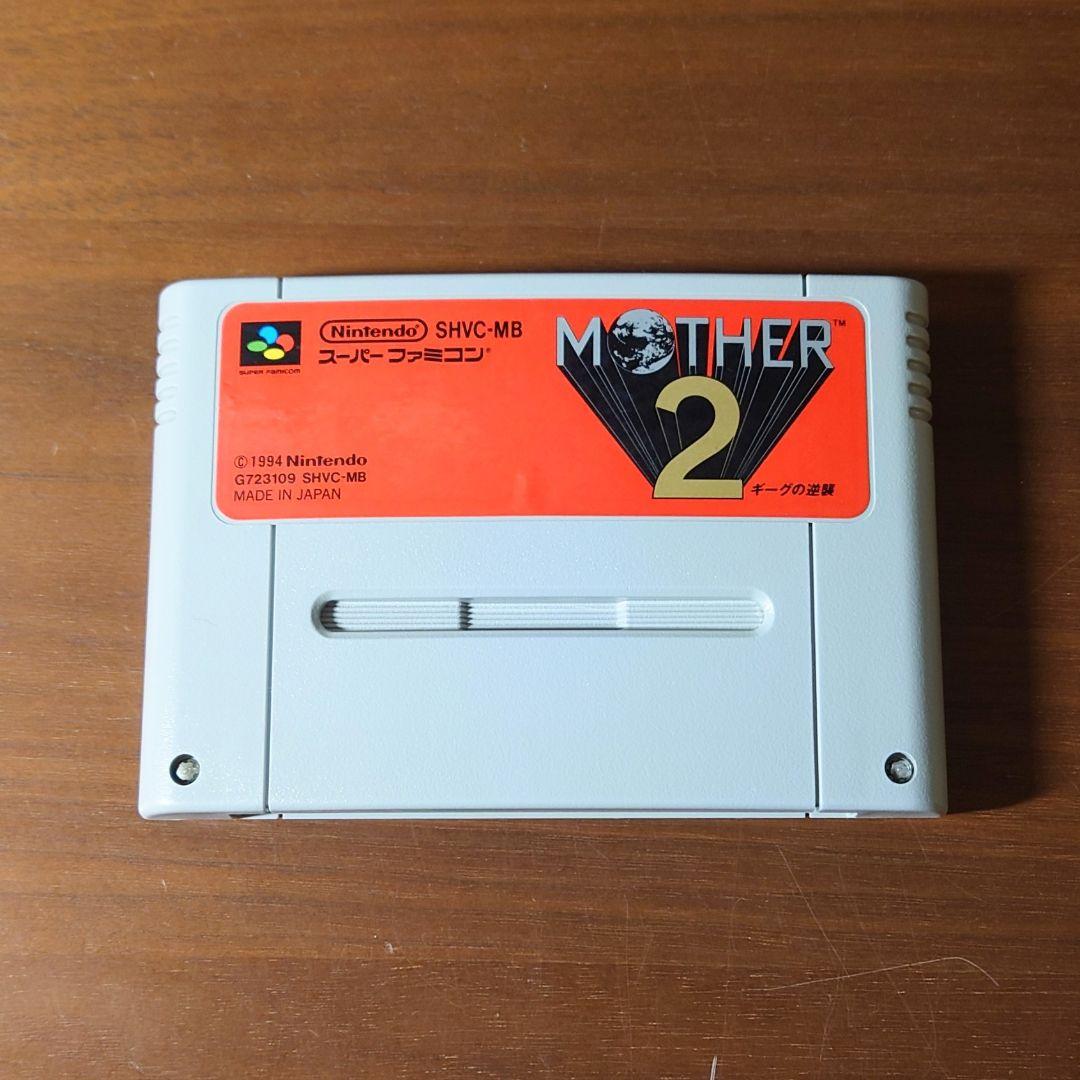 SUPER FAMICOM
Nintendo® SHVC-MB
スーパーファミコン®
MOTHER™
2
ギーグの逆襲
© 1994 Nintendo
G723109 SHVC-MB
MADE IN JAPAN